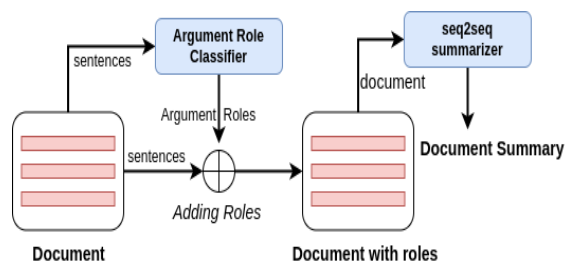 Argument Role
Classifier
seq2seq
summarizer
sentences
document
Argument Roles
sentences
Document Summary
Adding Roles
Document
Document with roles